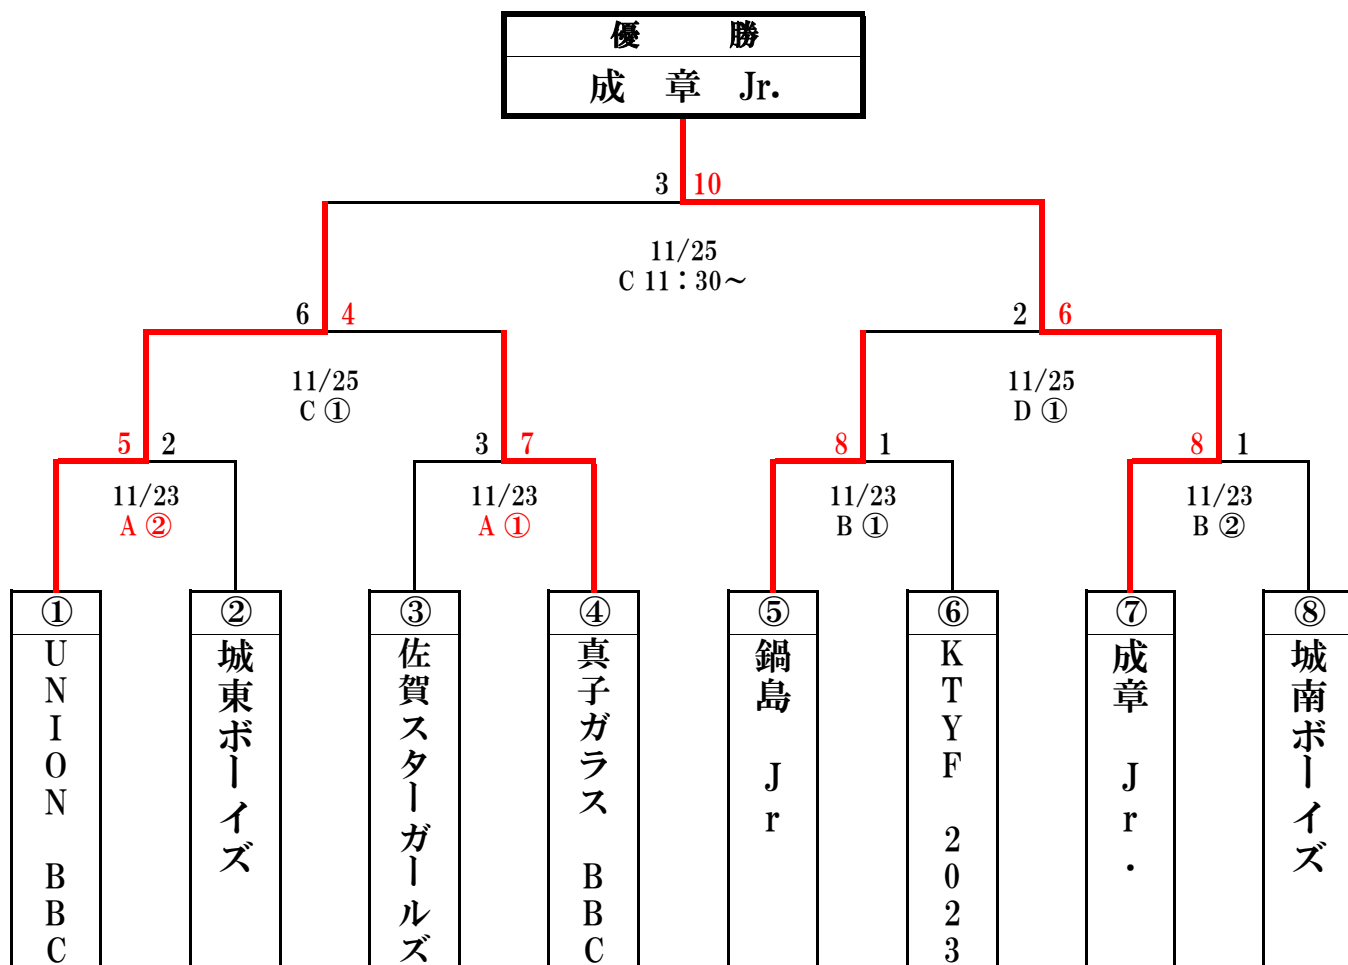 優 勝
成 章 Jr.
3 10
11/25
C 11：30～
6 4
2 6
11/25
C ①
11/25
D ①
5 2
3 7
8 1
8 1
11/23
A ②
11/23
A ①
11/23
B ①
11/23
B ②
①
UNION BBC
②
城東ボーイズ
③
佐賀スターガールズ
④
真子ガラス BBC
⑤
鍋島 Jr
⑥
KTYF 2023
⑦
成章 Jr.
⑧
城南ボーイズ